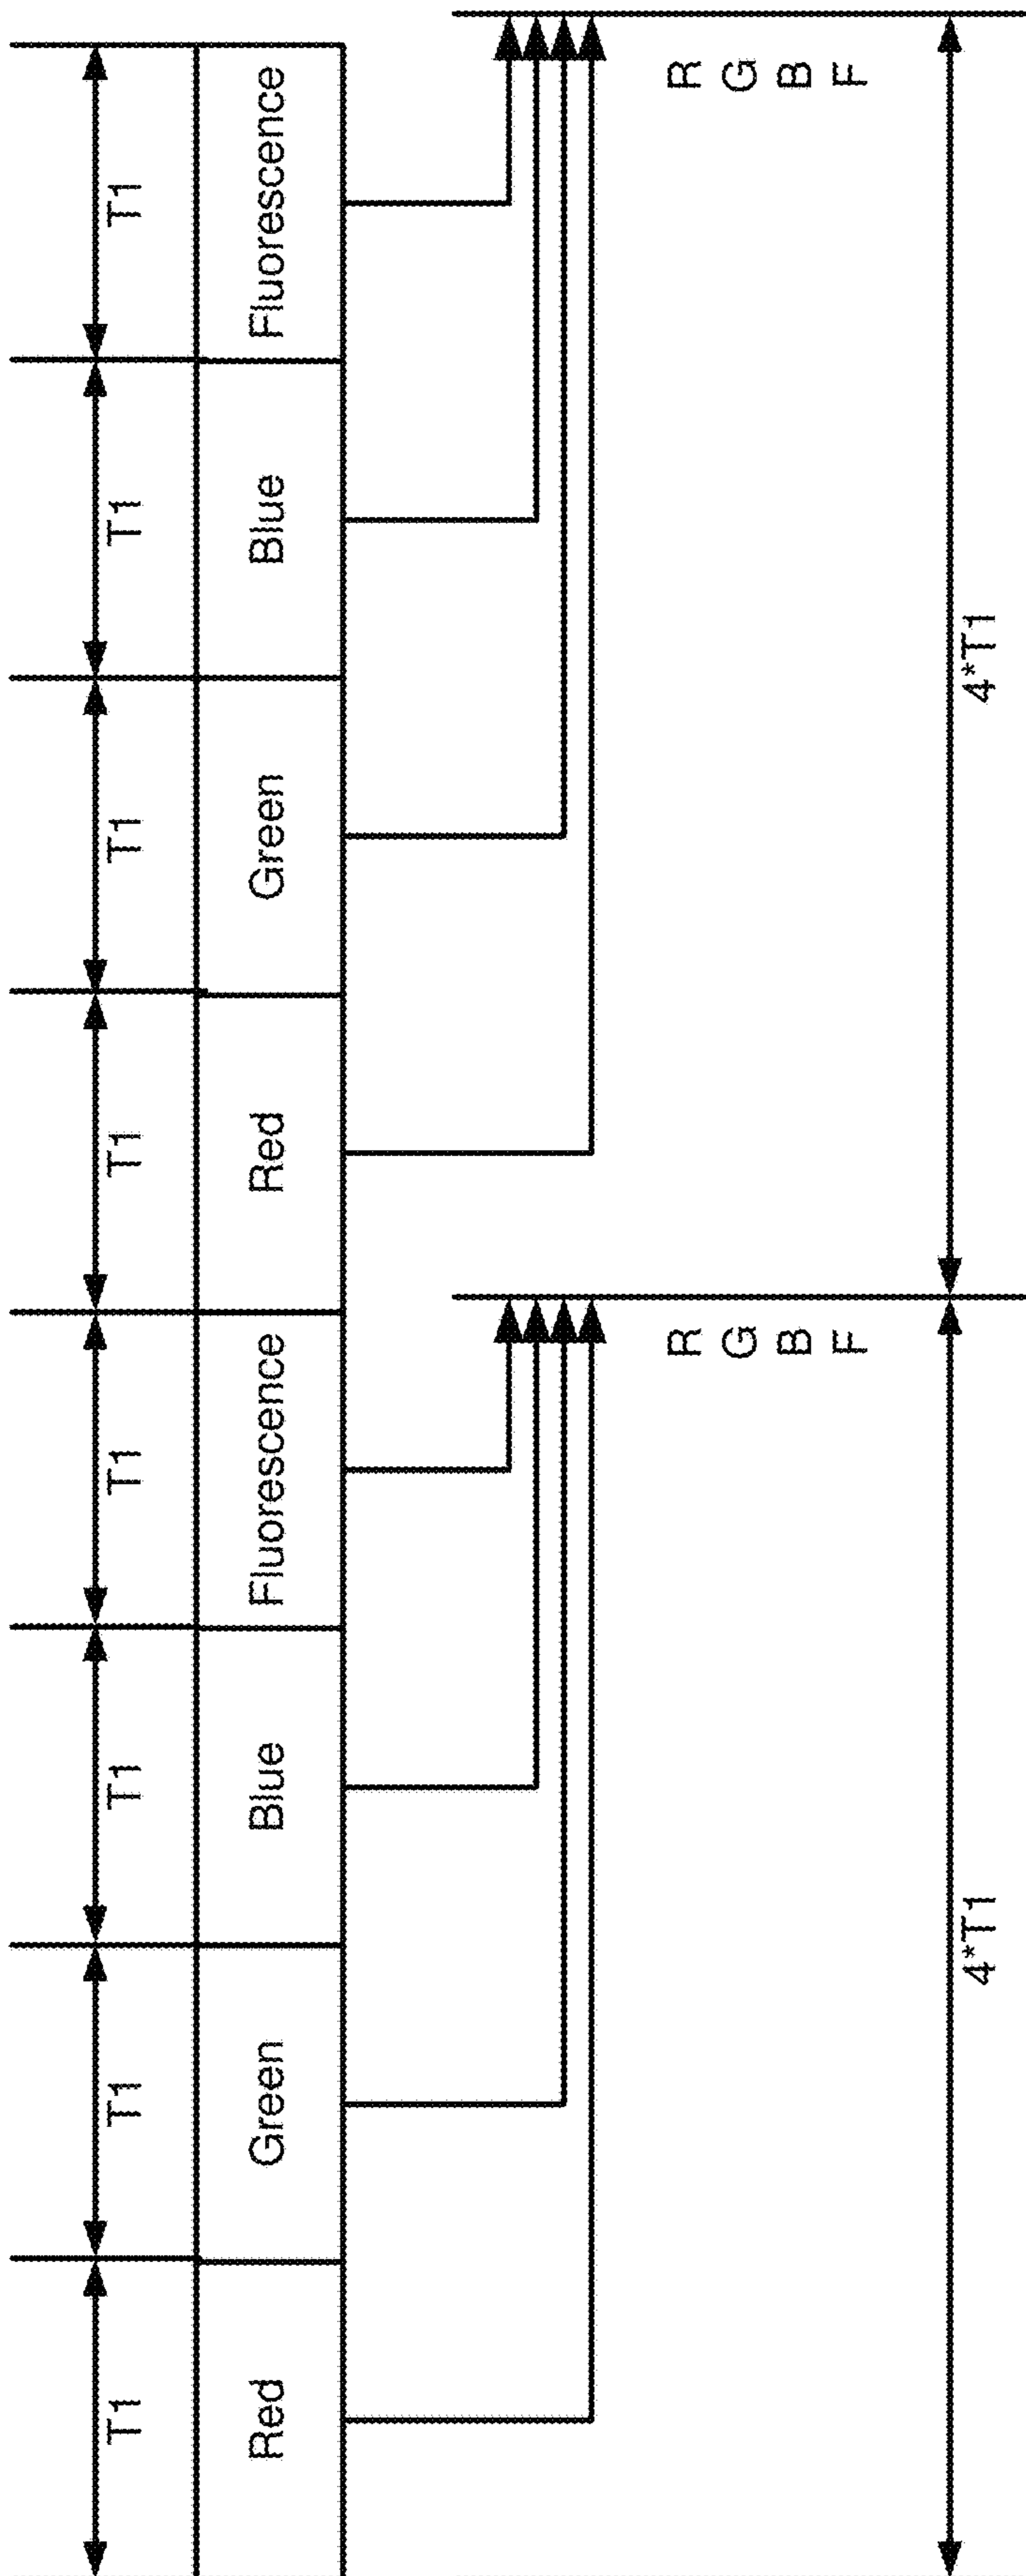 T1 T1 T1 T1 T1 T1 T1 T1
Red Green Blue Fluorescence Red Green Blue Fluorescence
R R
G G
B B
F F
4*T1 4*T1